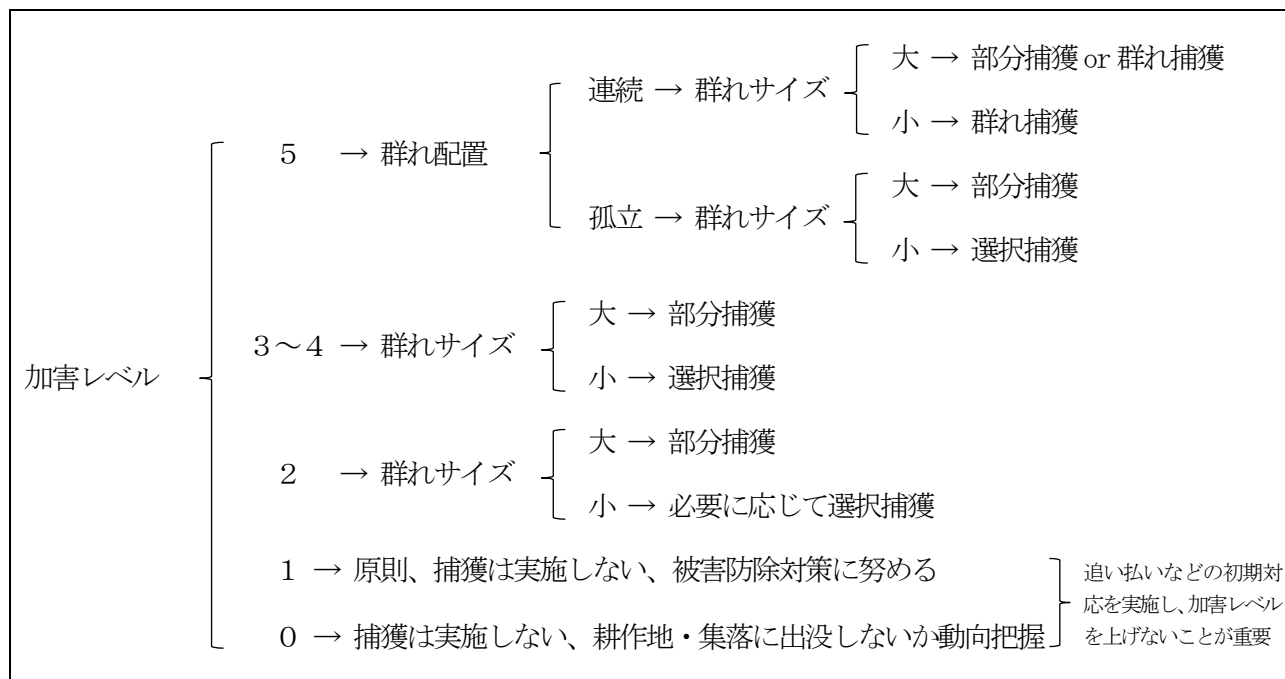 大 → 部分捕獲 or 群れ捕獲
連続 → 群れサイズ
小 → 群れ捕獲
5 → 群れ配置
大 → 部分捕獲
孤立 → 群れサイズ
小 → 選択捕獲
大 → 部分捕獲
3～4 → 群れサイズ
加害レベル
小 → 選択捕獲
大 → 部分捕獲
2 → 群れサイズ
小 → 必要に応じて選択捕獲
1 → 原則、捕獲は実施しない、被害防除対策に努める
0 → 捕獲は実施しない、耕作地・集落に出没しないか動向把握
追い払いなどの初期対
応を実施し、加害レベル
を上げないことが重要